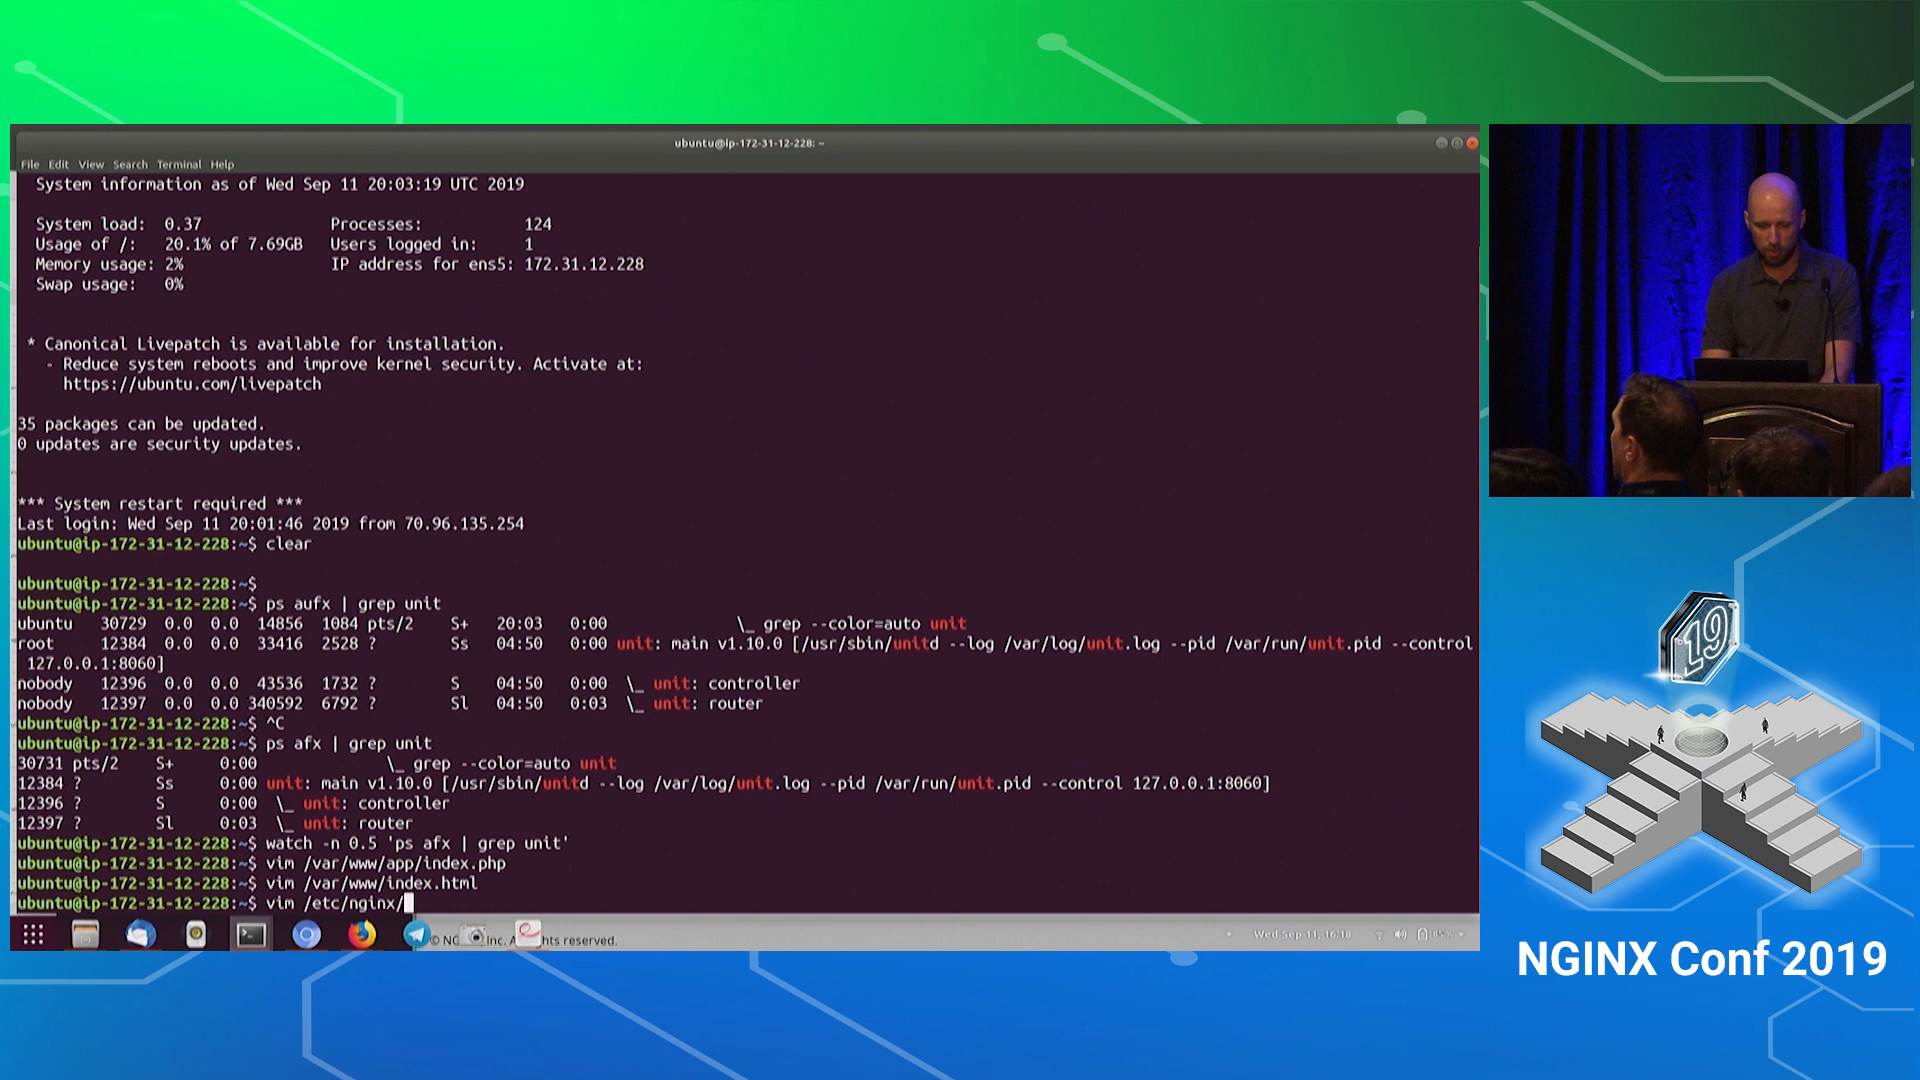 ubuntu@ip-172-31-12-228: ~
File Edit View Search Terminal Help
System information as of Wed Sep 11 20:03:19 UTC 2019
System load: 0.37 Processes: 124
Usage of /: 20.1% of 7.69GB Users logged in: 1
Memory usage: 2% IP address for ens5: 172.31.12.228
Swap usage: 0%
* Canonical Livepatch is available for installation.
- Reduce system reboots and improve kernel security. Activate at:
https://ubuntu.com/livepatch
35 packages can be updated.
0 updates are security updates.
*** System restart required ***
Last login: Wed Sep 11 20:01:46 2019 from 70.96.135.254
ubuntu@ip-172-31-12-228:~$ clear
ubuntu@ip-172-31-12-228:~$
ubuntu@ip-172-31-12-228:~$ ps aufx | grep unit
ubuntu 30729 0.0 0.0 14856 1084 pts/2 S+ 20:03 0:00 \_ grep --color=auto unit
root 12384 0.0 0.0 33416 2528 ? Ss 04:50 0:00 unit: main v1.10.0 [/usr/sbin/unitd --log /var/log/unit.log --pid /var/run/unit.pid --control
127.0.0.1:8060]
nobody 12396 0.0 0.0 43536 1732 ? S 04:50 0:00 \_ unit: controller
nobody 12397 0.0 0.0 340592 6792 ? Sl 04:50 0:03 \_ unit: router
ubuntu@ip-172-31-12-228:~$ ^C
ubuntu@ip-172-31-12-228:~$ ps afx | grep unit
30731 pts/2 S+ 0:00 \_ grep --color=auto unit
12384 ? Ss 0:00 unit: main v1.10.0 [/usr/sbin/unitd --log /var/log/unit.log --pid /var/run/unit.pid --control 127.0.0.1:8060]
12396 ? S 0:00 \_ unit: controller
12397 ? Sl 0:03 \_ unit: router
ubuntu@ip-172-31-12-228:~$ watch -n 0.5 'ps afx | grep unit'
ubuntu@ip-172-31-12-228:~$ vim /var/www/app/index.php
ubuntu@ip-172-31-12-228:~$ vim /var/www/index.html
ubuntu@ip-172-31-12-228:~$ vim /etc/nginx/
Inc. hts reserved.
Wed Sep 11, 16:18
19
NGINX Conf 2019